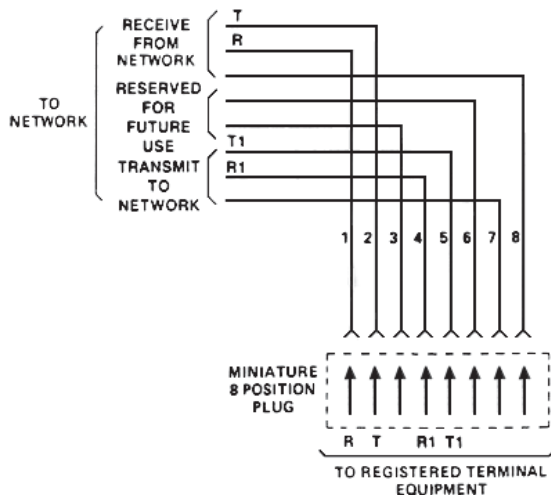 T
RECEIVE
FROM
NETWORK
R
TO
NETWORK
RESERVED
FOR
FUTURE
USE
T1
TRANSMIT
TO
NETWORK
R1
1 2 3 4 5 6 7 8
MINIATURE
8 POSITION
PLUG
R T R1 T1
TO REGISTERED TERMINAL
EQUIPMENT